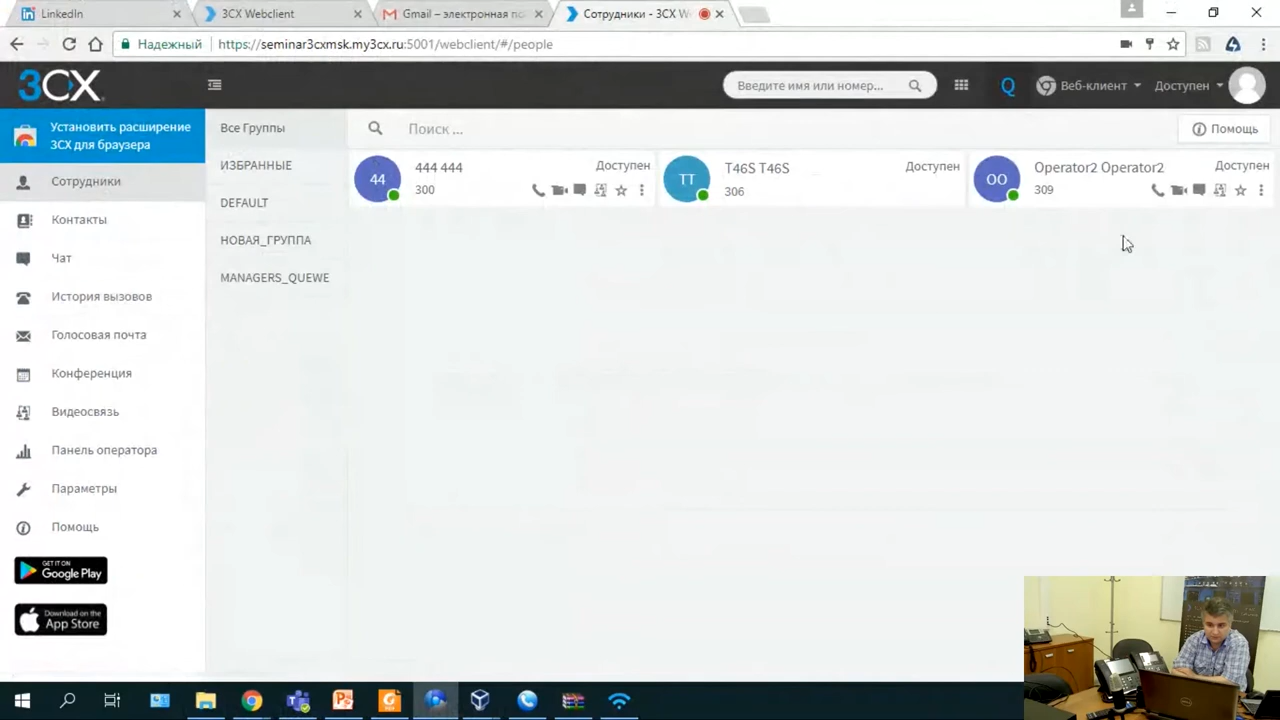 LinkedIn
3CX Webclient
Gmail – электронная по
Сотрудники - 3CX W
Надежный
https://seminar3cxmsk.my3cx.ru:5001/webclient/#/people
3CX
Введите имя или номер...
Q
Веб-клиент
Доступен
Установить расширение
3CX для браузера
Сотрудники
Контакты
Чат
История вызовов
Голосовая почта
Конференция
Видеосвязь
Панель оператора
Параметры
Помощь
GET IT ON
Google Play
Download on the
App Store
Все Группы
ИЗБРАННЫЕ
DEFAULT
НОВАЯ_ГРУППА
MANAGERS_QUEWE
Поиск ...
Помощь
44
444 444
300
Доступен
TT
T46S T46S
306
Доступен
OO
Operator2 Operator2
309
Доступен